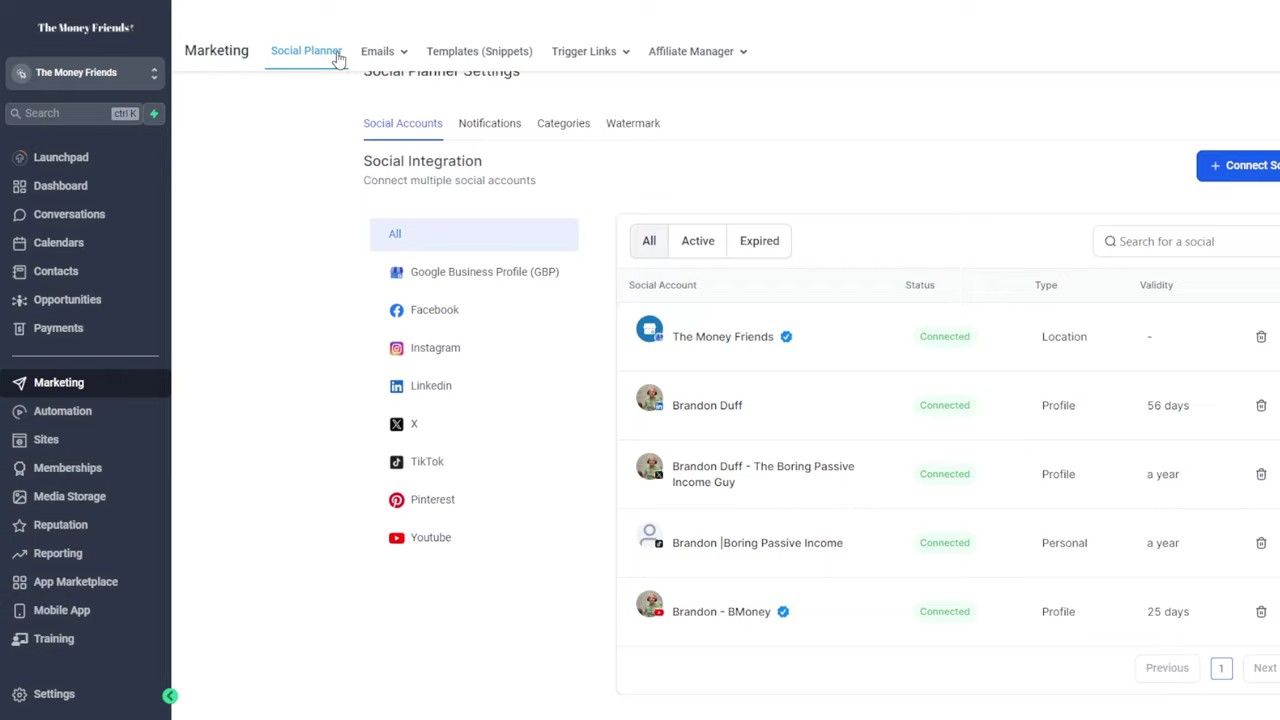 The Money Friends
The Money Friends
Search ctrl K
Launchpad
Dashboard
Conversations
Calendars
Contacts
Opportunities
Payments
Marketing
Automation
Sites
Memberships
Media Storage
Reputation
Reporting
App Marketplace
Mobile App
Training
Settings
Marketing Social Planner Emails Templates (Snippets) Trigger Links Affiliate Manager
Social Planner Settings
Social Accounts Notifications Categories Watermark
Social Integration
Connect multiple social accounts
+ Connect So
All
Google Business Profile (GBP)
Facebook
Instagram
Linkedin
X
TikTok
Pinterest
Youtube
All Active Expired
Search for a social
Social Account Status Type Validity
The Money Friends Connected Location -
Brandon Duff Connected Profile 56 days
Brandon Duff - The Boring Passive
Income Guy Connected Profile a year
Brandon |Boring Passive Income Connected Personal a year
Brandon - BMoney Connected Profile 25 days
Previous 1 Next